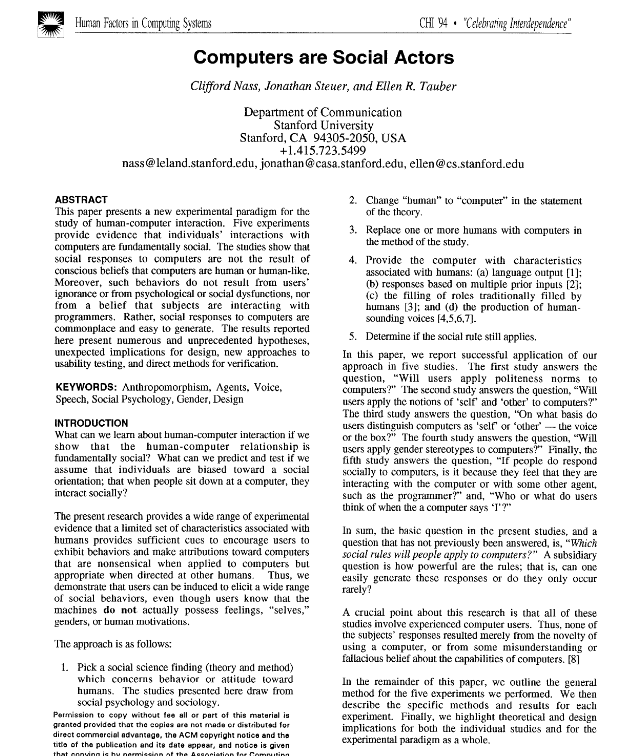 Human Factors in Computing Systems
CHI '94 • "Celebrating Interdependence"
Computers are Social Actors
Clifford Nass, Jonathan Steuer, and Ellen R. Tauber
Department of Communication
Stanford University
Stanford, CA 94305-2050, USA
+1.415.723.5499
nass@leland.stanford.edu, jonathan@casa.stanford.edu, ellen@cs.stanford.edu
ABSTRACT
This paper presents a new experimental paradigm for the
study of human-computer interaction. Five experiments
provide evidence that individuals' interactions with
computers are fundamentally social. The studies show that
social responses to computers are not the result of
conscious beliefs that computers are human or human-like.
Moreover, such behaviors do not result from users'
ignorance or from psychological or social dysfunctions, nor
from a belief that subjects are interacting with
programmers. Rather, social responses to computers are
commonplace and easy to generate. The results reported
here present numerous and unprecedented hypotheses,
unexpected implications for design, new approaches to
usability testing, and direct methods for verification.
KEYWORDS: Anthropomorphism, Agents, Voice,
Speech, Social Psychology, Gender, Design
INTRODUCTION
What can we learn about human-computer interaction if we
show that the human-computer relationship is
fundamentally social? What can we predict and test if we
assume that individuals are biased toward a social
orientation; that when people sit down at a computer, they
interact socially?
The present research provides a wide range of experimental
evidence that a limited set of characteristics associated with
humans provides sufficient cues to encourage users to
exhibit behaviors and make attributions toward computers
that are nonsensical when applied to computers but
appropriate when directed at other humans. Thus, we
demonstrate that users can be induced to elicit a wide range
of social behaviors, even though users know that the
machines do not actually possess feelings, "selves,"
genders, or human motivations.
The approach is as follows:
1. Pick a social science finding (theory and method)
which concerns behavior or attitude toward
humans. The studies presented here draw from
social psychology and sociology.
Permission to copy without fee all or part of this material is
granted provided that the copies are not made or distributed for
direct commercial advantage, the ACM copyright notice and the
title of the publication and its date appear, and notice is given
that copying is by permission of the Association for Computing
2. Change "human" to "computer" in the statement
of the theory.
3. Replace one or more humans with computers in
the method of the study.
4. Provide the computer with characteristics
associated with humans: (a) language output [1];
(b) responses based on multiple prior inputs [2];
(c) the filling of roles traditionally filled by
humans [3]; and (d) the production of human-
sounding voices [4,5,6,7].
5. Determine if the social rule still applies.
In this paper, we report successful application of our
approach in five studies. The first study answers the
question, "Will users apply politeness norms to
computers?" The second study answers the question, "Will
users apply the notions of 'self' and 'other' to computers?"
The third study answers the question, "On what basis do
users distinguish computers as 'self' or 'other' — the voice
or the box?" The fourth study answers the question, "Will
users apply gender stereotypes to computers?" Finally, the
fifth study answers the question, "If people do respond
socially to computers, is it because they feel that they are
interacting with the computer or with some other agent,
such as the programmer?" and, "Who or what do users
think of when the a computer says 'I'?"
In sum, the basic question in the present studies, and a
question that has not previously been answered, is, "Which
social rules will people apply to computers?" A subsidiary
question is how powerful are the rules; that is, can one
easily generate these responses or do they only occur
rarely?
A crucial point about this research is that all of these
studies involve experienced computer users. Thus, none of
the subjects' responses resulted merely from the novelty of
using a computer, or from some misunderstanding or
fallacious belief about the capabilities of computers. [8]
In the remainder of this paper, we outline the general
method for the five experiments we performed. We then
describe the specific methods and results for each
experiment. Finally, we highlight theoretical and design
implications for both the individual studies and for the
experimental paradigm as a whole.